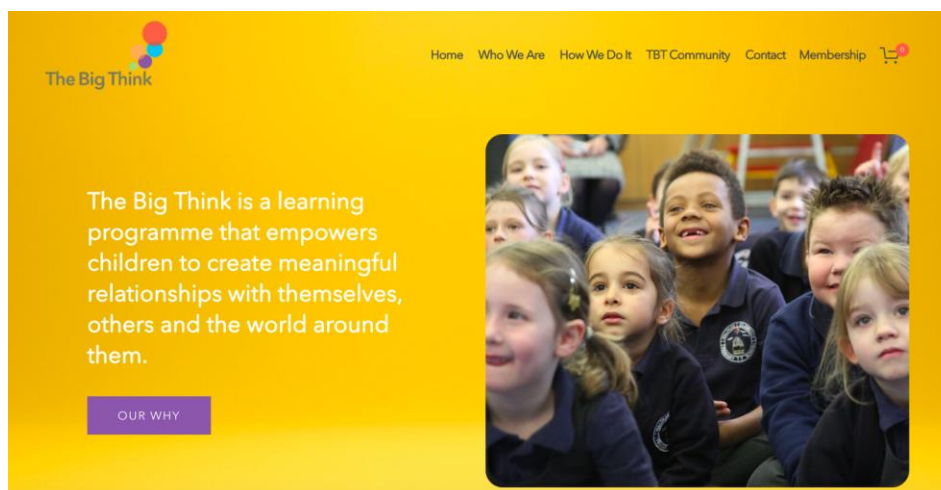 The Big Think
Home Who We Are How We Do It TBT Community Contact Membership 0
The Big Think is a learning
programme that empowers
children to create meaningful
relationships with themselves,
others and the world around
them.
OUR WHY